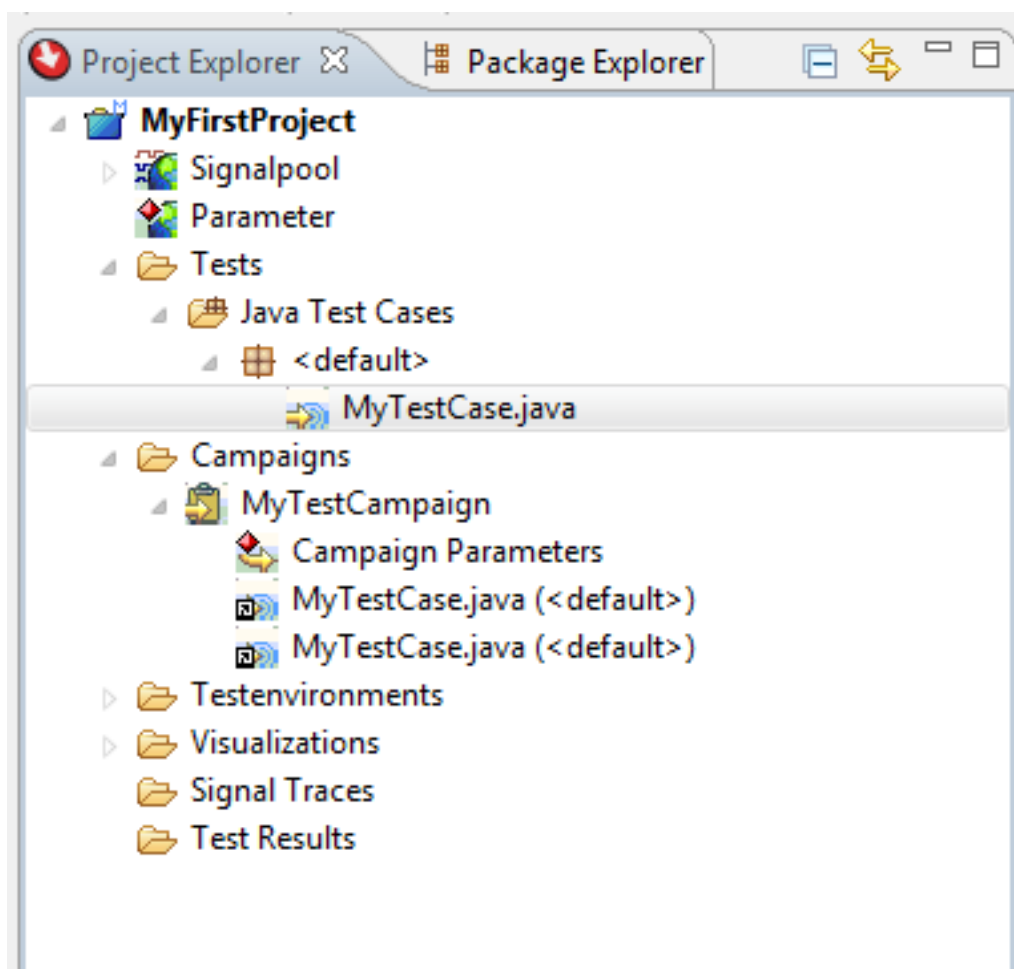 Project Explorer Package Explorer
MyFirstProject
Signalpool
Parameter
Tests
Java Test Cases
<default>
MyTestCase.java
Campaigns
MyTestCampaign
Campaign Parameters
MyTestCase.java (<default>)
MyTestCase.java (<default>)
Testenvironments
Visualizations
Signal Traces
Test Results